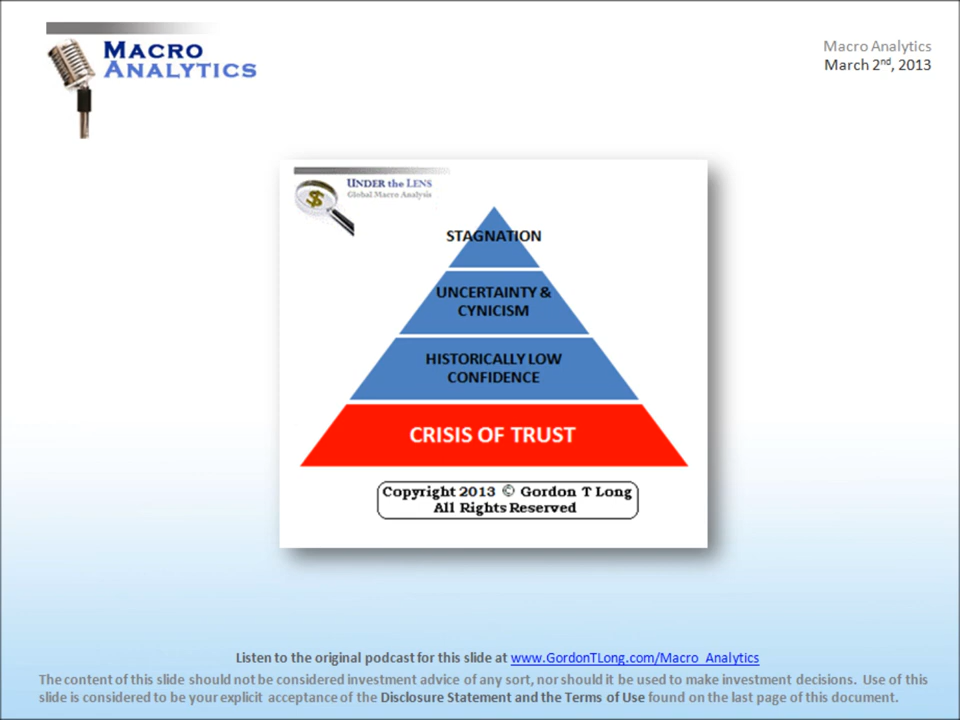 MACRO
ANALYTICS
Macro Analytics
March 2nd, 2013
UNDER the LENS
Global Macro Analysis
$
STAGNATION
UNCERTAINTY &
CYNICISM
HISTORICALLY LOW
CONFIDENCE
CRISIS OF TRUST
Copyright 2013 © Gordon T Long
All Rights Reserved
Listen to the original podcast for this slide at www.GordonTLong.com/Macro_Analytics
The content of this slide should not be considered investment advice of any sort, nor should it be used to make investment decisions. Use of this
slide is considered to be your explicit acceptance of the Disclosure Statement and the Terms of Use found on the last page of this document.